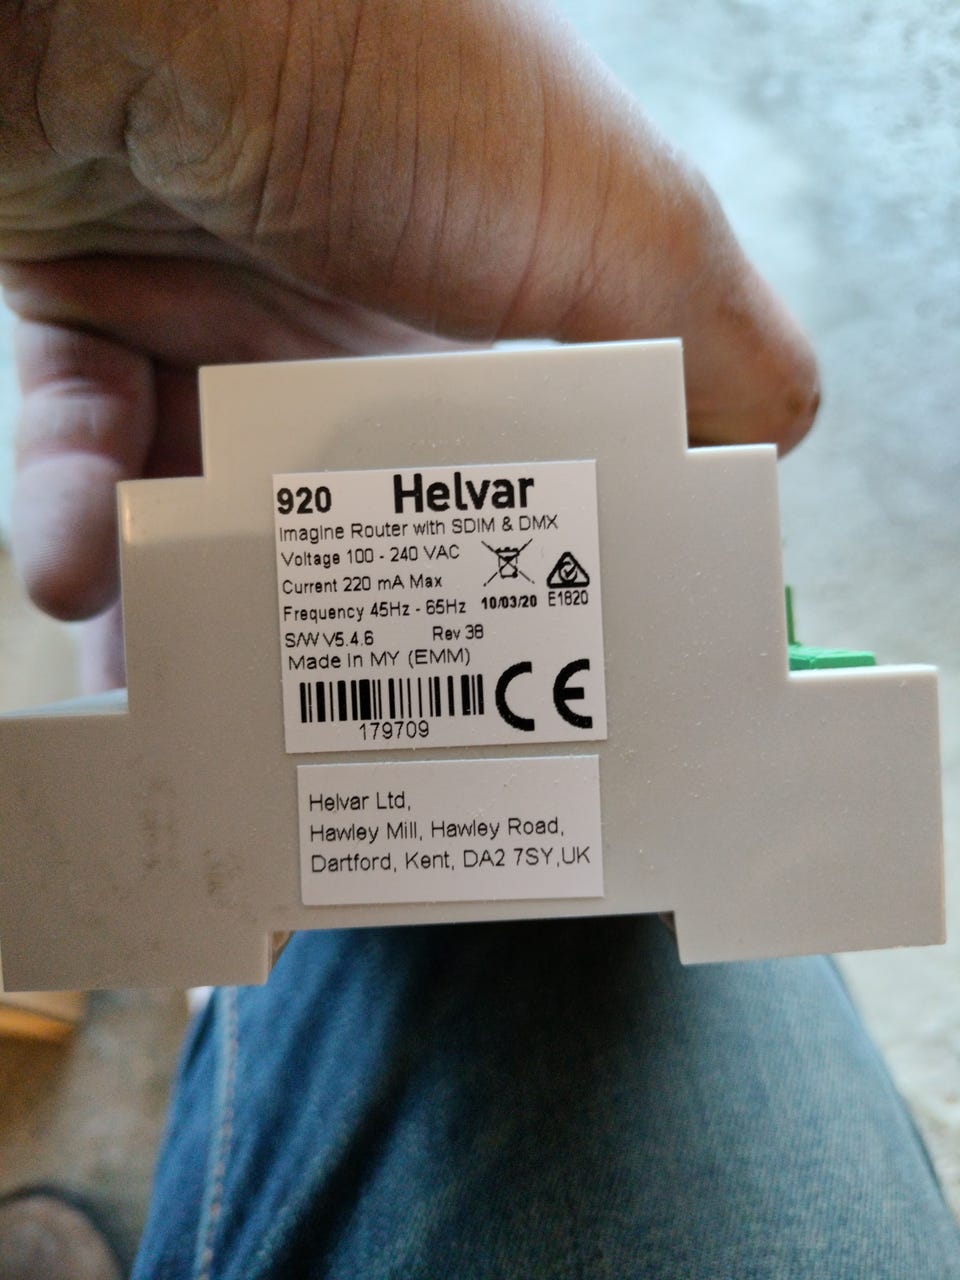 920 Helvar
Imagine Router with SDIM & DMX
Voltage 100 - 240 VAC
Current 220 mA Max
Frequency 45Hz - 65Hz 10/03/20 E1820
S/W V5.4.6 Rev 3B
Made In MY (EMM)
CE
179709
Helvar Ltd,
Hawley Mill, Hawley Road,
Dartford, Kent, DA2 7SY,UK